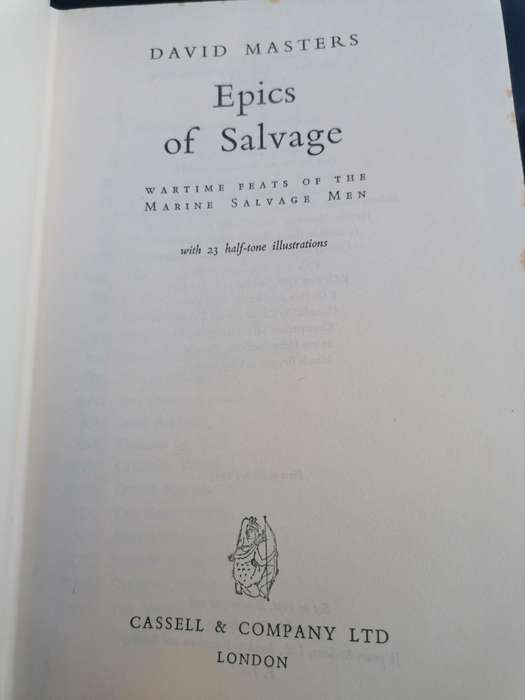 DAVID MASTERS
Epics
of Salvage
WARTIME FEATS OF THE
MARINE SALVAGE MEN
with 23 half-tone illustrations
CASSELL & COMPANY LTD
LONDON